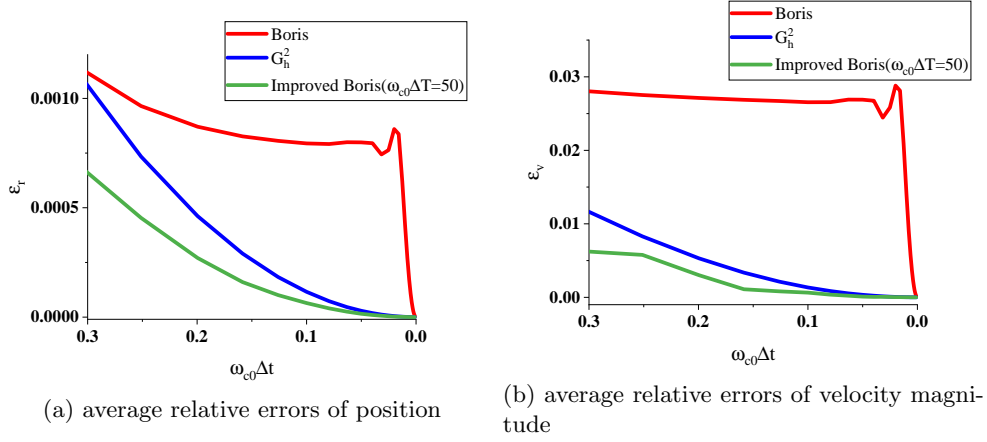 Boris
G_h^2
Improved Boris(ω_c0ΔT=50)
0.0010
0.0005
0.0000
ε_r
0.3
0.2
0.1
0.0
ω_c0Δt
(a) average relative errors of position
Boris
G_h^2
Improved Boris(ω_c0ΔT=50)
0.03
0.02
0.01
0.00
ε_v
0.3
0.2
0.1
0.0
ω_c0Δt
(b) average relative errors of velocity magni-
tude